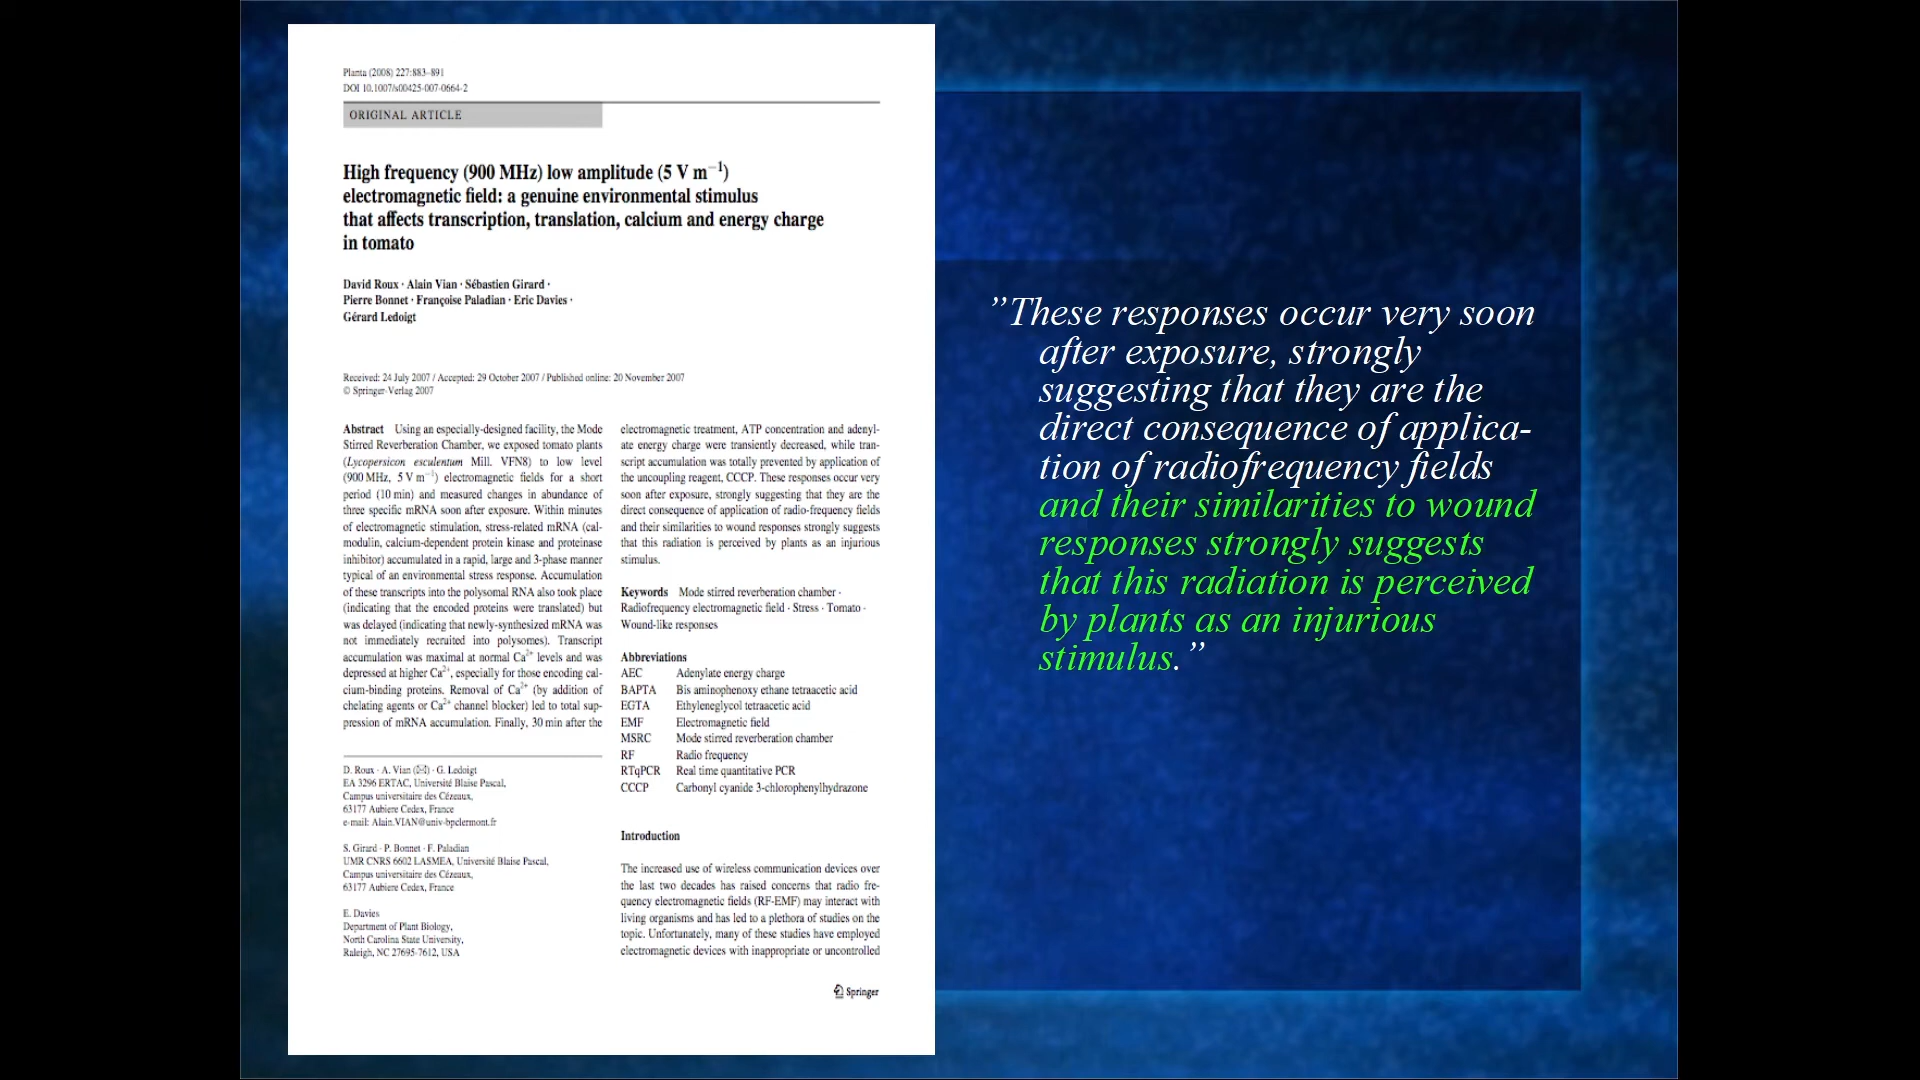 Planta (2008) 227:883–891
DOI 10.1007/s00425-007-0664-2
ORIGINAL ARTICLE
High frequency (900 MHz) low amplitude (5 V m⁻¹)
electromagnetic field: a genuine environmental stimulus
that affects transcription, translation, calcium and energy charge
in tomato
David Roux · Alain Vian · Sébastien Girard ·
Pierre Bonnet · Françoise Paladian · Eric Davies ·
Gérard Ledoigt
Received: 24 July 2007 / Accepted: 29 October 2007 / Published online: 20 November 2007
© Springer-Verlag 2007
Abstract Using an especially-designed facility, the Mode
Stirred Reverberation Chamber, we exposed tomato plants
(Lycopersicon esculentum Mill. VFN8) to low level
(900 MHz, 5 V m⁻¹) electromagnetic fields for a short
period (10 min) and measured changes in abundance of
three specific mRNA soon after exposure. Within minutes
of electromagnetic stimulation, stress-related mRNA (cal-
modulin, calcium-dependent protein kinase and proteinase
inhibitor) accumulated in a rapid, large and 3-phase manner
typical of an environmental stress response. Accumulation
of these transcripts into the polysomal RNA also took place
(indicating that the encoded proteins were translated) but
was delayed (indicating that newly-synthesized mRNA was
not immediately recruited into polysomes). Transcript
accumulation was maximal at normal Ca²⁺ levels and was
depressed at higher Ca²⁺, especially for those encoding cal-
cium-binding proteins. Removal of Ca²⁺ (by addition of
chelating agents or Ca²⁺ channel blocker) led to total sup-
pression of mRNA accumulation. Finally, 30 min after the
D. Roux · A. Vian (✉) · G. Ledoigt
EA 3296 ERTAC, Université Blaise Pascal,
Campus universitaire des Cézeaux,
63177 Aubiere Cedex, France
e-mail: Alain.VIAN@univ-bpclermont.fr
S. Girard · P. Bonnet · F. Paladian
UMR CNRS 6602 LASMEA, Université Blaise Pascal,
Campus universitaire des Cézeaux,
63177 Aubiere Cedex, France
E. Davies
Department of Plant Biology,
North Carolina State University,
Raleigh, NC 27695-7612, USA
electromagnetic treatment, ATP concentration and adenyl-
ate energy charge were transiently decreased, while tran-
script accumulation was totally prevented by application of
the uncoupling reagent, CCCP. These responses occur very
soon after exposure, strongly suggesting that they are the
direct consequence of application of radio-frequency fields
and their similarities to wound responses strongly suggests
that this radiation is perceived by plants as an injurious
stimulus.
Keywords Mode stirred reverberation chamber ·
Radiofrequency electromagnetic field · Stress · Tomato ·
Wound-like responses
Abbreviations
AEC Adenylate energy charge
BAPTA Bis aminophenoxy ethane tetraacetic acid
EGTA Ethyleneglycol tetraacetic acid
EMF Electromagnetic field
MSRC Mode stirred reverberation chamber
RF Radio frequency
RTqPCR Real time quantitative PCR
CCCP Carbonyl cyanide 3-chlorophenylhydrazone
Introduction
The increased use of wireless communication devices over
the last two decades has raised concerns that radio fre-
quency electromagnetic fields (RF-EMF) may interact with
living organisms and has led to a plethora of studies on the
topic. Unfortunately, many of these studies have employed
electromagnetic devices with inappropriate or uncontrolled
Springer
”These responses occur very soon
after exposure, strongly
suggesting that they are the
direct consequence of applica-
tion of radiofrequency fields
and their similarities to wound
responses strongly suggests
that this radiation is perceived
by plants as an injurious
stimulus.”